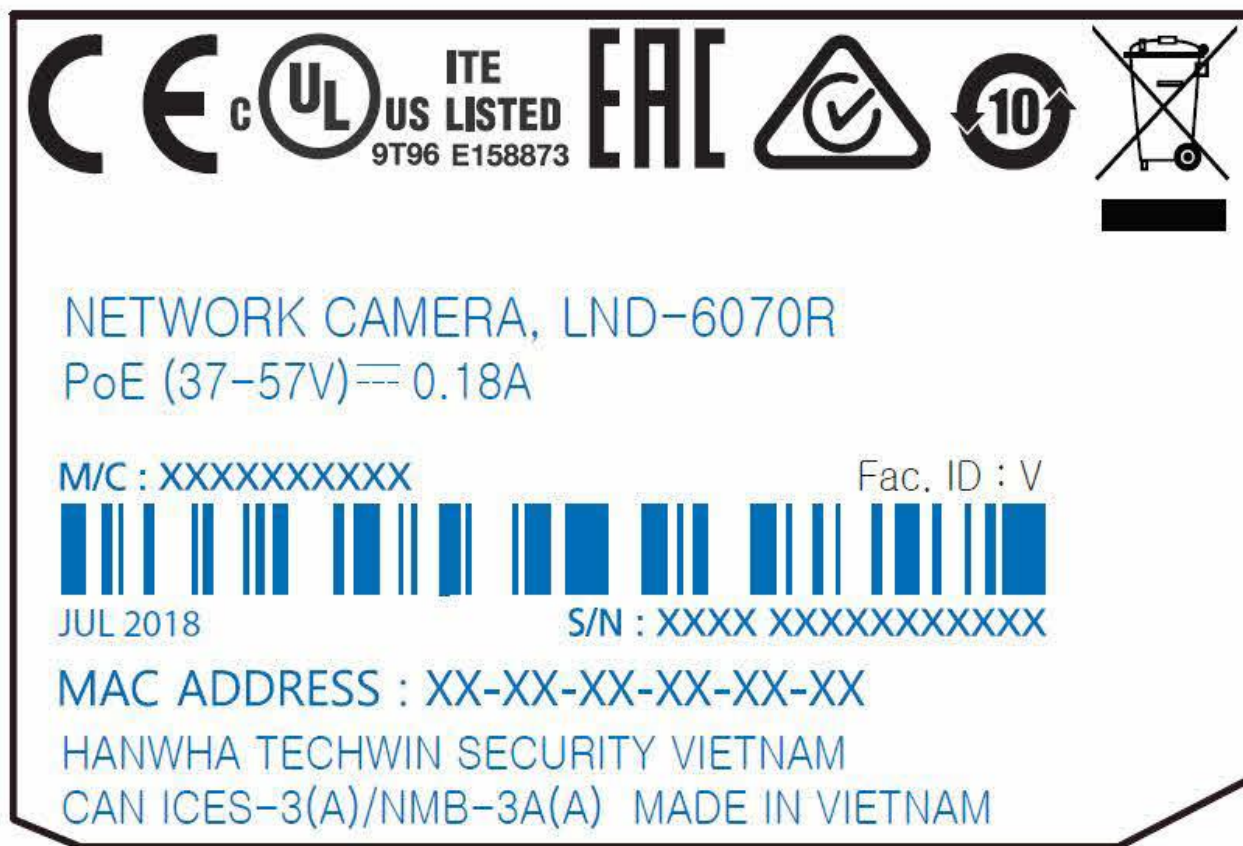 CE c UL US ITE LISTED 9T96 E158873 EAC 10
NETWORK CAMERA, LND-6070R
PoE (37-57V) ⎓ 0.18A
M/C : XXXXXXXXXX Fac. ID : V
JUL 2018 S/N : XXXX XXXXXXXXXXX
MAC ADDRESS : XX-XX-XX-XX-XX-XX
HANWHA TECHWIN SECURITY VIETNAM
CAN ICES-3(A)/NMB-3A(A) MADE IN VIETNAM